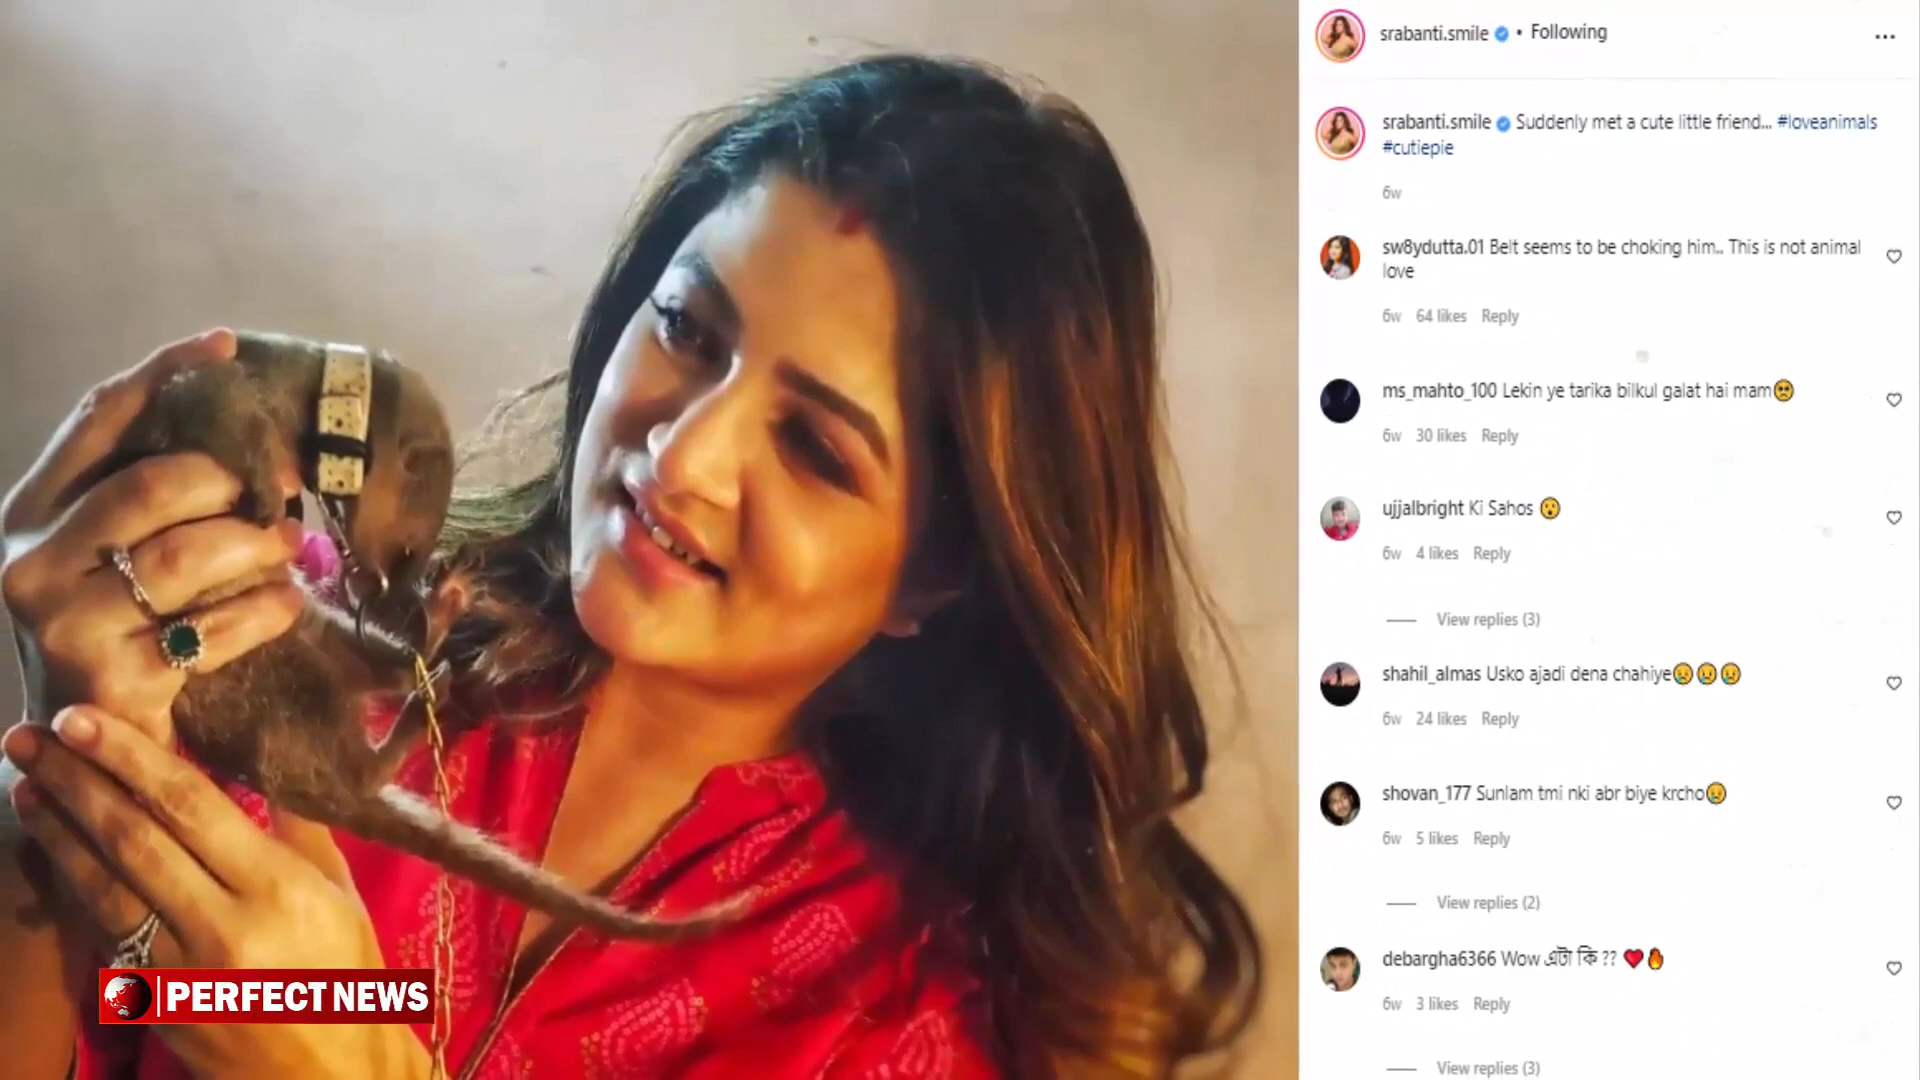 srabanti.smile • Following
srabanti.smile Suddenly met a cute little friend... #loveanimals
#cutiepie
6w
sw8ydutta.01 Belt seems to be choking him.. This is not animal
love
6w 64 likes Reply
ms_mahto_100 Lekin ye tarika bilkul galat hai mam🥺
6w 30 likes Reply
ujjalbright Ki Sahos 😮
6w 4 likes Reply
View replies (3)
shahil_almas Usko ajadi dena chahiye😢😢😢
6w 24 likes Reply
shovan_177 Sunlam tmi nki abr biye krcho😢
6w 5 likes Reply
View replies (2)
debargha6366 Wow এটা কি ?? ❤️🔥
6w 3 likes Reply
View replies (3)
PERFECT NEWS